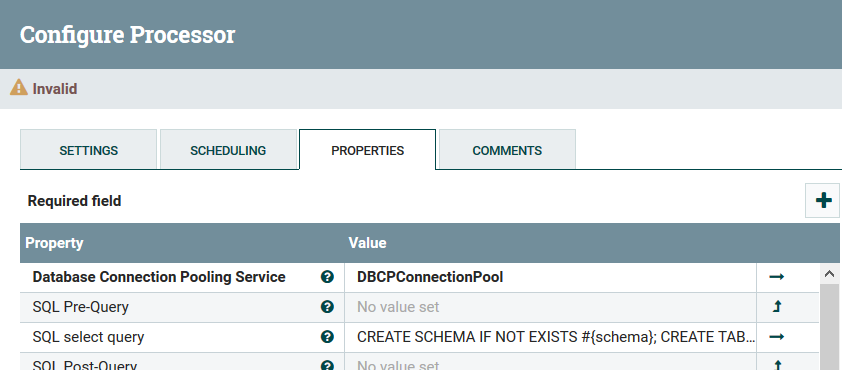 Configure Processor
Invalid
SETTINGS SCHEDULING PROPERTIES COMMENTS
Required field
Property Value
Database Connection Pooling Service DBCPConnectionPool
SQL Pre-Query No value set
SQL select query CREATE SCHEMA IF NOT EXISTS #{schema}; CREATE TAB...
SQL Post-Query No value set